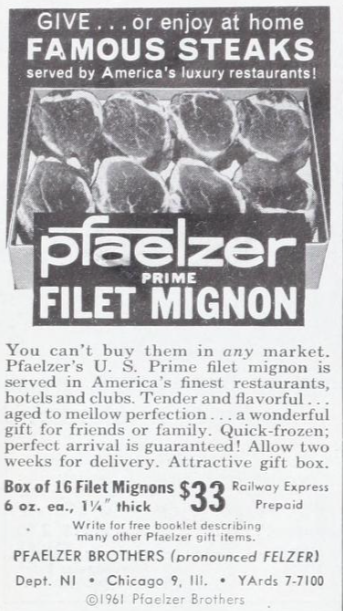 GIVE...or enjoy at home
FAMOUS STEAKS
served by America's luxury restaurants!
pfaelzer
PRIME
FILET MIGNON
You can't buy them in any market.
Pfaelzer's U. S. Prime filet mignon is
served in America's finest restaurants,
hotels and clubs. Tender and flavorful...
aged to mellow perfection...a wonderful
gift for friends or family. Quick-frozen;
perfect arrival is guaranteed! Allow two
weeks for delivery. Attractive gift box.
Box of 16 Filet Mignons $33 Railway Express
6 oz. ea., 1¼" thick Prepaid
Write for free booklet describing
many other Pfaelzer gift items.
PFAELZER BROTHERS (pronounced FELZER)
Dept. NI • Chicago 9, Ill. • YArds 7-7100
©1961 Pfaelzer Brothers